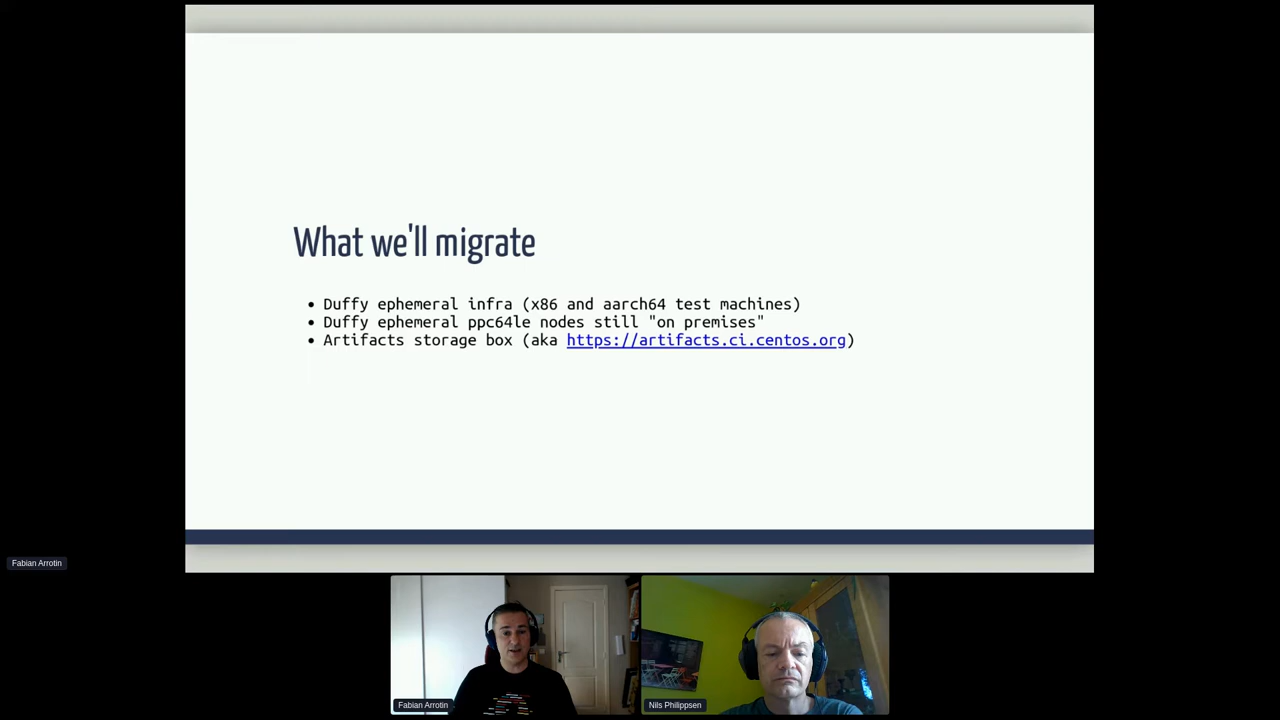 What we'll migrate
• Duffy ephemeral infra (x86 and aarch64 test machines)
• Duffy ephemeral ppc64le nodes still "on premises"
• Artifacts storage box (aka https://artifacts.ci.centos.org)
Fabian Arrotin
Fabian Arrotin
Nils Philippsen